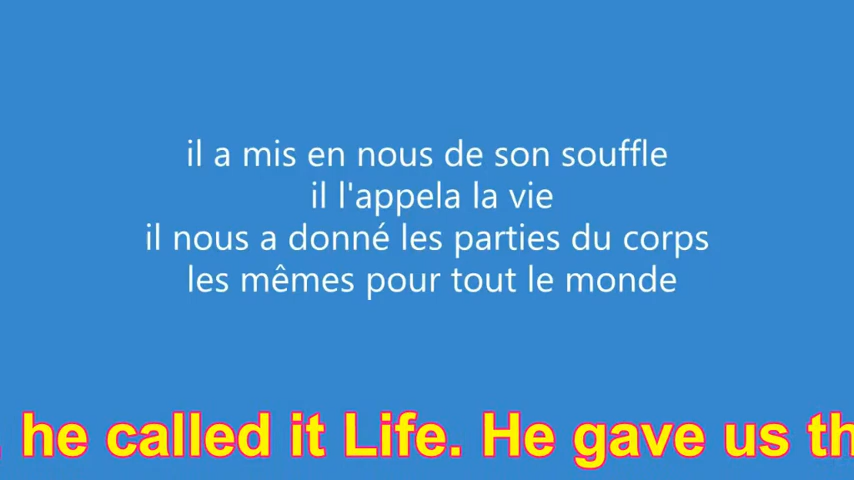 il a mis en nous de son souffle
il l'appela la vie
il nous a donné les parties du corps
les mêmes pour tout le monde
, he called it Life. He gave us th